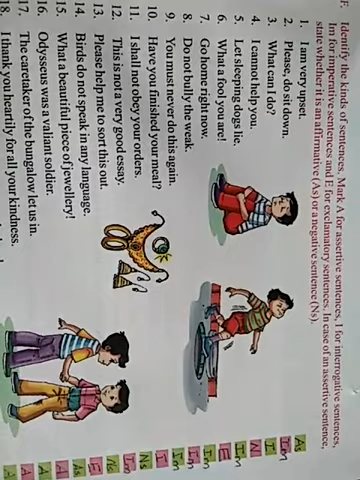 F. Identify the kinds of sentences. Mark A for assertive sentences, I for interrogative sentences,
Im for imperative sentences and E for exclamatory sentences. In case of an assertive sentence,
state whether it is an affirmative (As) or a negative sentence (Ns).
1. I am very upset. As
2. Please, do sit down. Im
3. What can I do? I
4. I cannot help you. N
5. Let sleeping dogs lie. Im
6. What a fool you are! E
7. Go home right now. Im
8. Do not bully the weak. Im
9. You must never do this again. Im
10. Have you finished your meal? I
11. I shall not obey your orders. Ns
12. This is not a very good essay.
13. Please help me to sort this out.
14. Birds do not speak in any language.
15. What a beautiful piece of jewellery!
16. Odysseus was a valiant soldier. A
17. The caretaker of the bungalow let us in. A
18. I thank you heartily for all your kindness. A